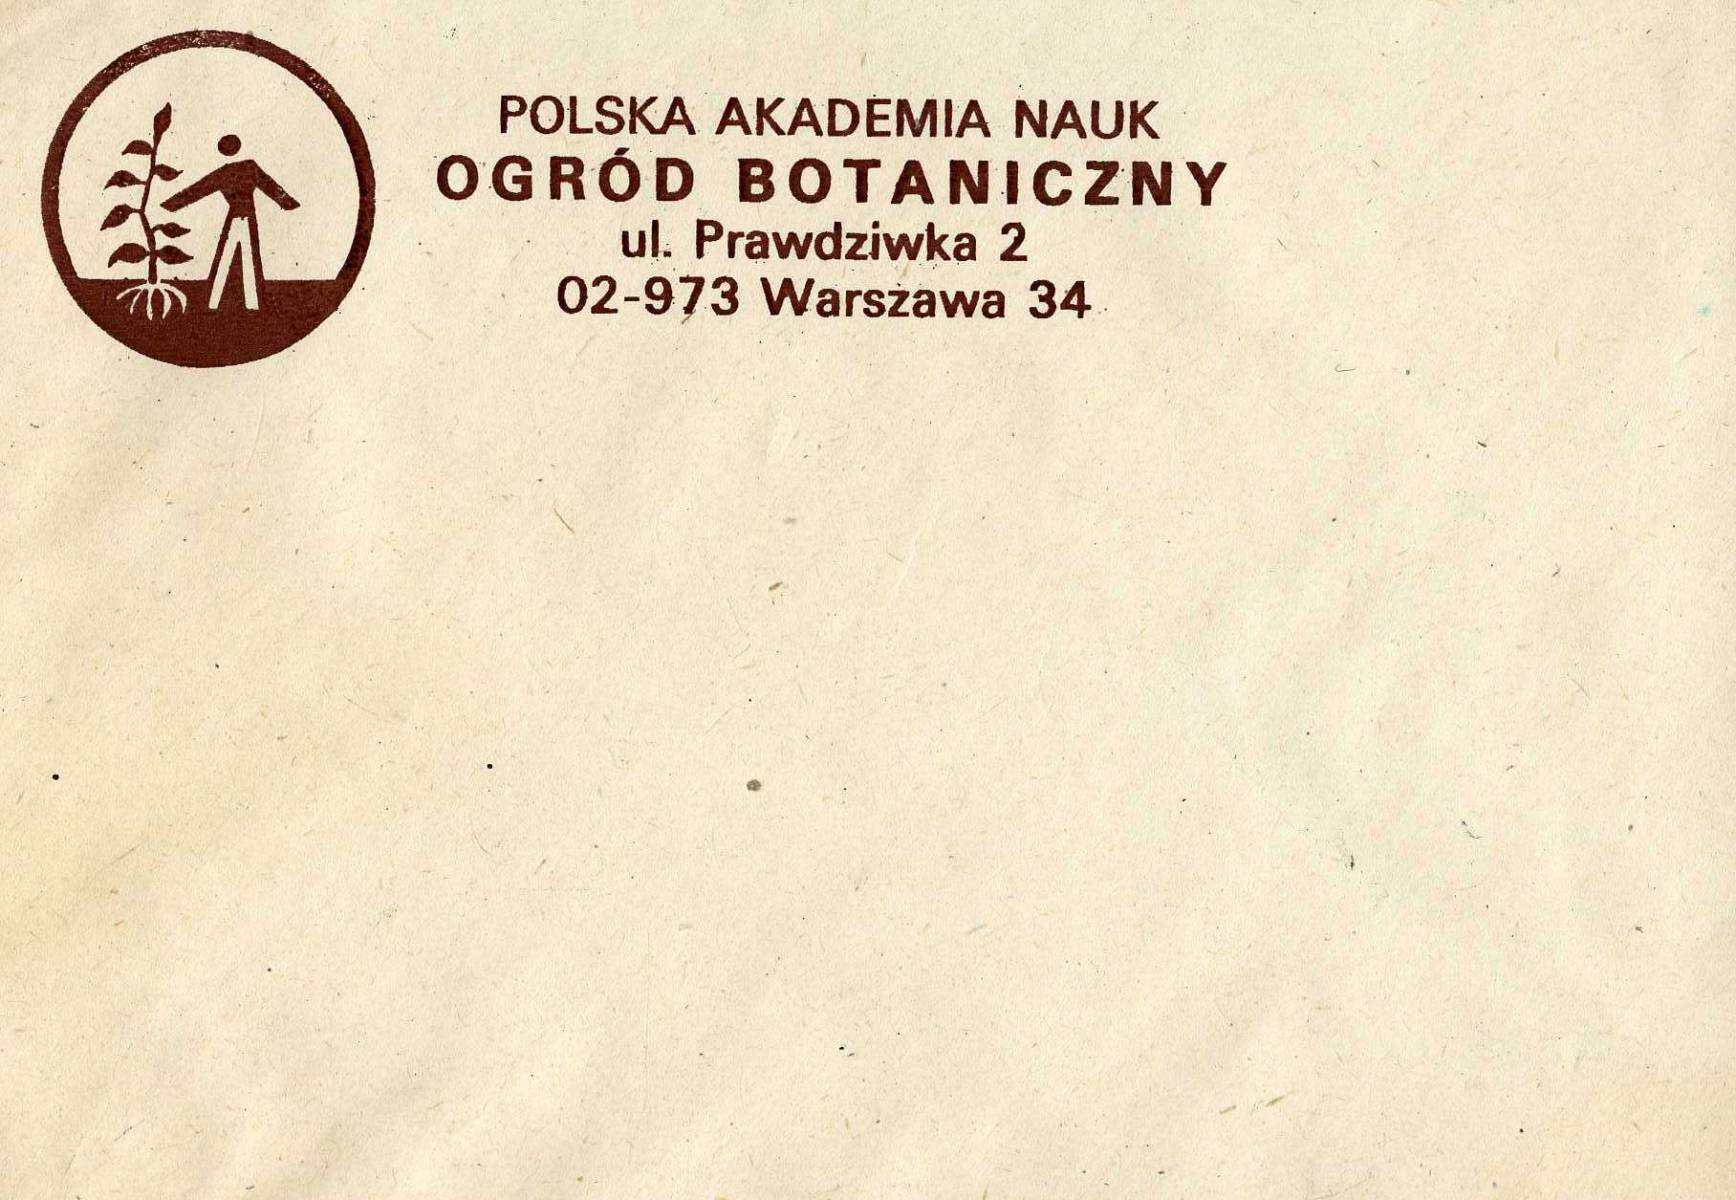 POLSKA AKADEMIA NAUK
OGRÓD BOTANICZNY
ul. Prawdziwka 2
02-973 Warszawa 34